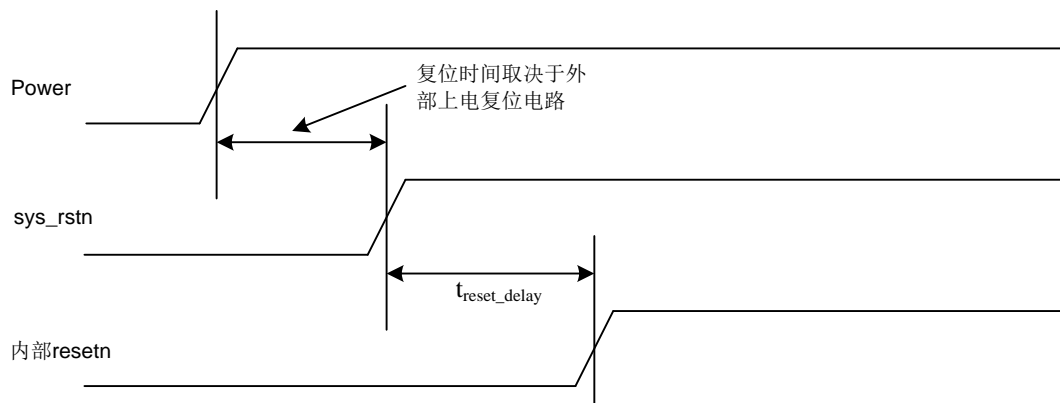 Power
复位时间取决于外
部上电复位电路
sys_rstn
treset_delay
内部resetn